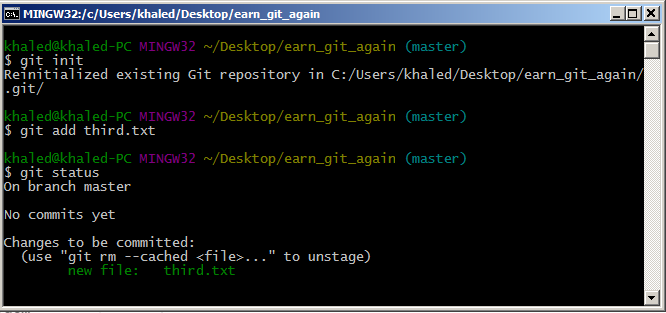 MINGW32:/c/Users/khaled/Desktop/earn_git_again
khaled@khaled-PC MINGW32 ~/Desktop/earn_git_again (master)
$ git init
Reinitialized existing Git repository in C:/Users/khaled/Desktop/earn_git_again/
.git/
khaled@khaled-PC MINGW32 ~/Desktop/earn_git_again (master)
$ git add third.txt
khaled@khaled-PC MINGW32 ~/Desktop/earn_git_again (master)
$ git status
On branch master
No commits yet
Changes to be committed:
  (use "git rm --cached <file>..." to unstage)
        new file:   third.txt